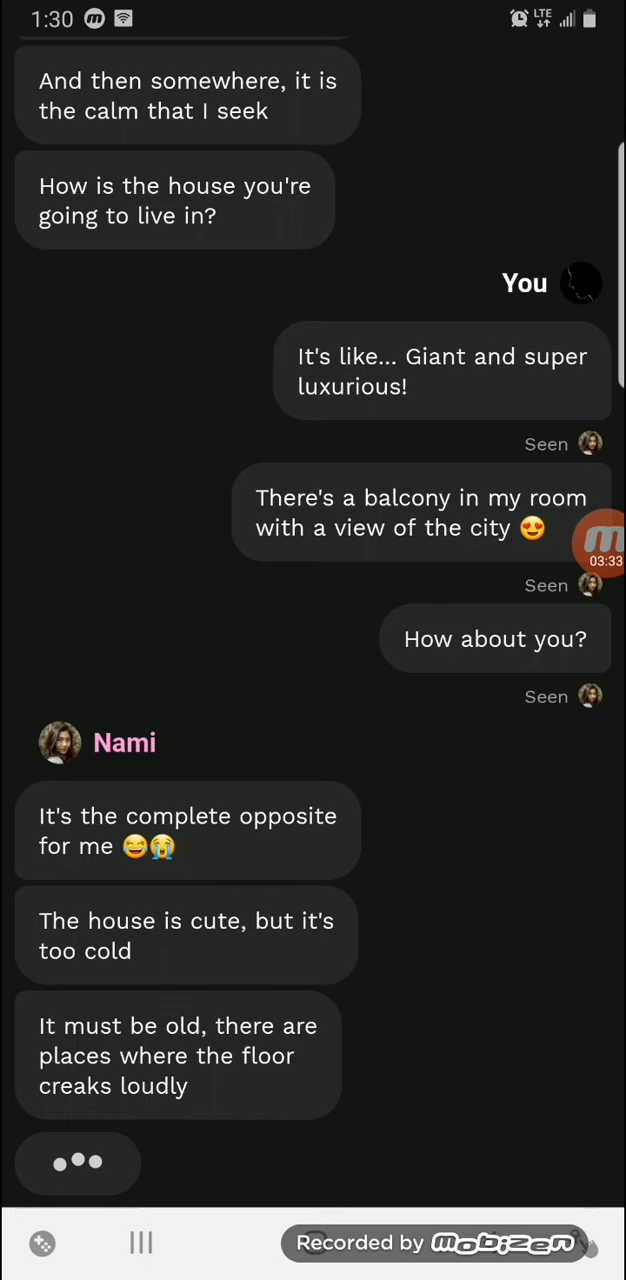 1:30
LTE
And then somewhere, it is
the calm that I seek
How is the house you're
going to live in?
You
It's like... Giant and super
luxurious!
Seen
There's a balcony in my room
with a view of the city 😍
03:33
Seen
How about you?
Seen
Nami
It's the complete opposite
for me 😂😭
The house is cute, but it's
too cold
It must be old, there are
places where the floor
creaks loudly
Recorded by mobizen